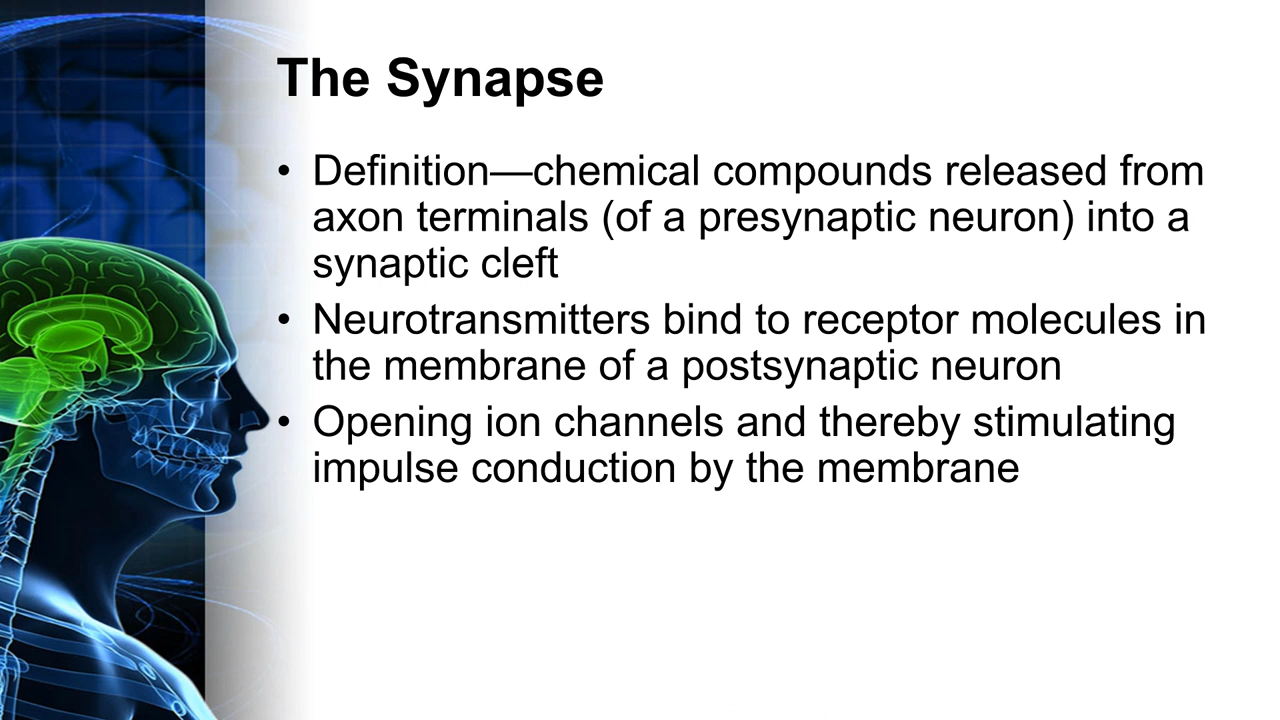 The Synapse
• Definition—chemical compounds released from
axon terminals (of a presynaptic neuron) into a
synaptic cleft
• Neurotransmitters bind to receptor molecules in
the membrane of a postsynaptic neuron
• Opening ion channels and thereby stimulating
impulse conduction by the membrane